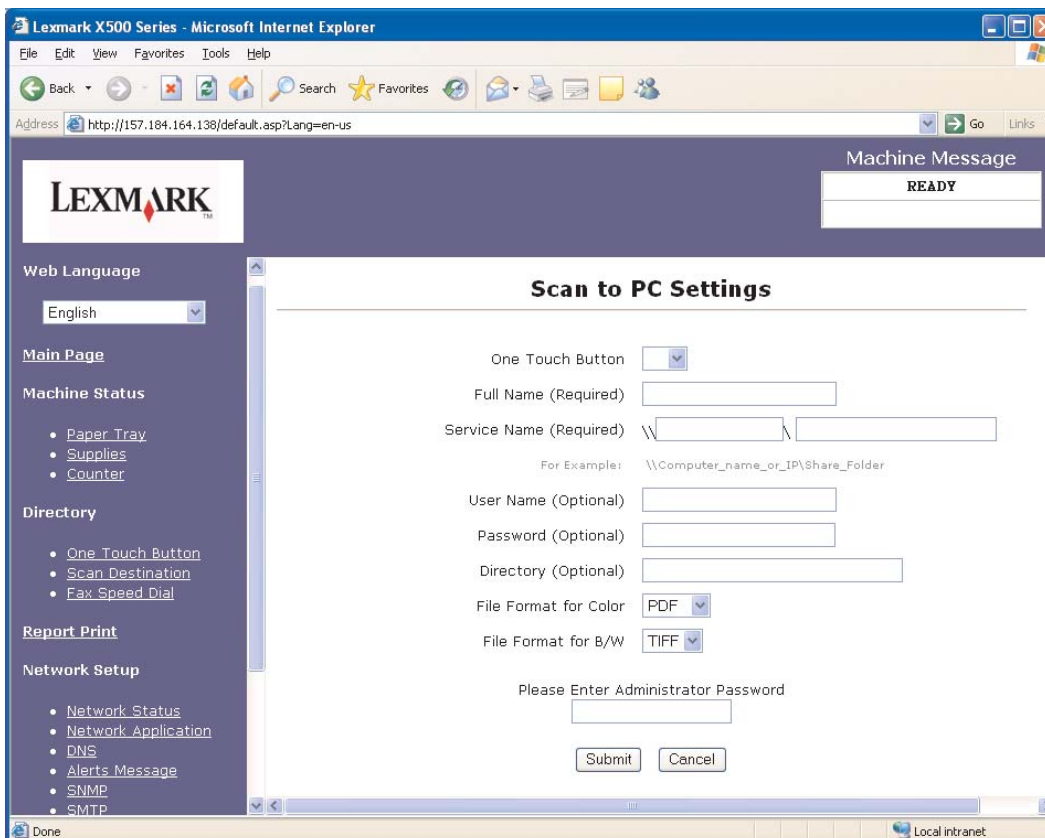 Lexmark X500 Series - Microsoft Internet Explorer
File Edit View Favorites Tools Help
Back Search Favorites
Address http://157.184.164.138/default.asp?Lang=en-us Go Links
LEXMARK™
Machine Message
READY
Web Language
English
Main Page
Machine Status
• Paper Tray
• Supplies
• Counter
Directory
• One Touch Button
• Scan Destination
• Fax Speed Dial
Report Print
Network Setup
• Network Status
• Network Application
• DNS
• Alerts Message
• SNMP
• SMTP
Scan to PC Settings
One Touch Button
Full Name (Required)
Service Name (Required) \\ \
For Example: \\Computer_name_or_IP\Share_Folder
User Name (Optional)
Password (Optional)
Directory (Optional)
File Format for Color PDF
File Format for B/W TIFF
Please Enter Administrator Password
Submit Cancel
Done Local intranet